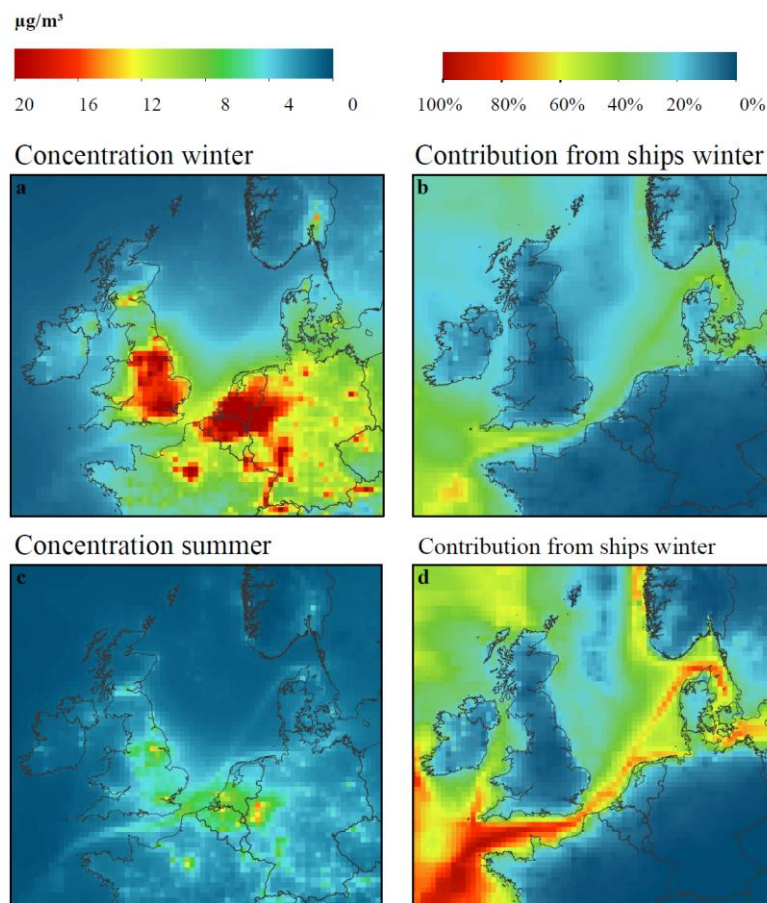 µg/m³
20 16 12 8 4 0
100% 80% 60% 40% 20% 0%
Concentration winter
Contribution from ships winter
a
b
Concentration summer
Contribution from ships winter
c
d